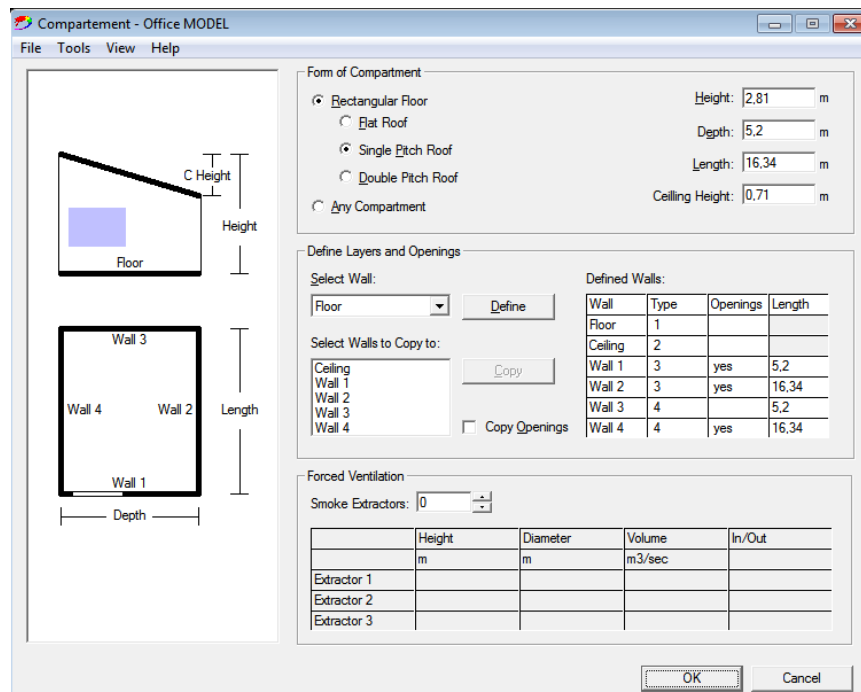 Compartement - Office MODEL
File Tools View Help
C Height
Height
Floor
Wall 3
Wall 4 Wall 2
Length
Wall 1
Depth
Form of Compartment
Rectangular Floor
Flat Roof
Single Pitch Roof
Double Pitch Roof
Any Compartment
Height: 2,81 m
Depth: 5,2 m
Length: 16,34 m
Ceilling Height: 0,71 m
Define Layers and Openings
Select Wall:
Floor Define
Select Walls to Copy to:
Ceiling
Wall 1
Wall 2
Wall 3
Wall 4
Copy
Copy Openings
Defined Walls:
Wall Type Openings Length
Floor 1
Ceiling 2
Wall 1 3 yes 5,2
Wall 2 3 yes 16,34
Wall 3 4 5,2
Wall 4 4 yes 16,34
Forced Ventilation
Smoke Extractors: 0
Height Diameter Volume In/Out
m m m3/sec
Extractor 1
Extractor 2
Extractor 3
OK Cancel